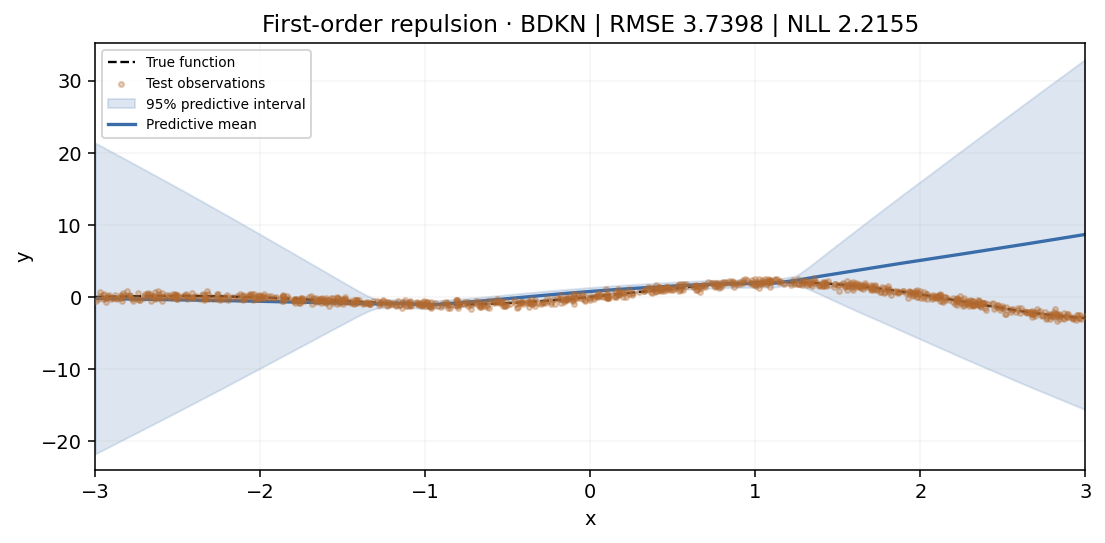 First-order repulsion · BDKN | RMSE 3.7398 | NLL 2.2155
True function
Test observations
95% predictive interval
Predictive mean
y
30
20
10
0
−10
−20
−3
−2
−1
0
1
2
3
x